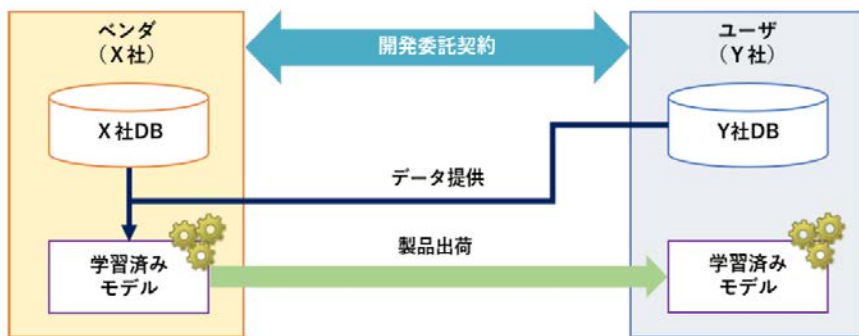 ベンダ
(X社)
開発委託契約
ユーザ
(Y社)
X社DB
Y社DB
データ提供
製品出荷
学習済み
モデル
学習済み
モデル